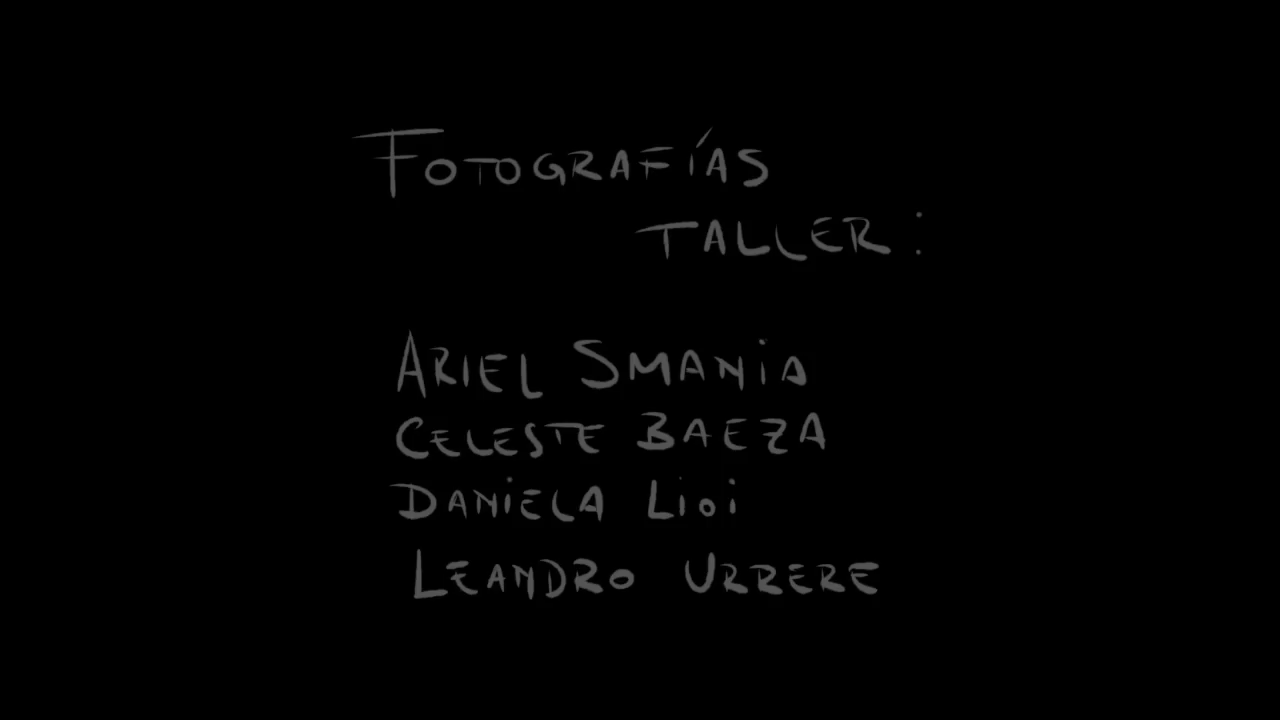 FOTOGRAFÍAS
TALLER:
ARIEL SMANiA
CELESTE BAEZA
DANiELA Lioi
LEANDRO URRERE